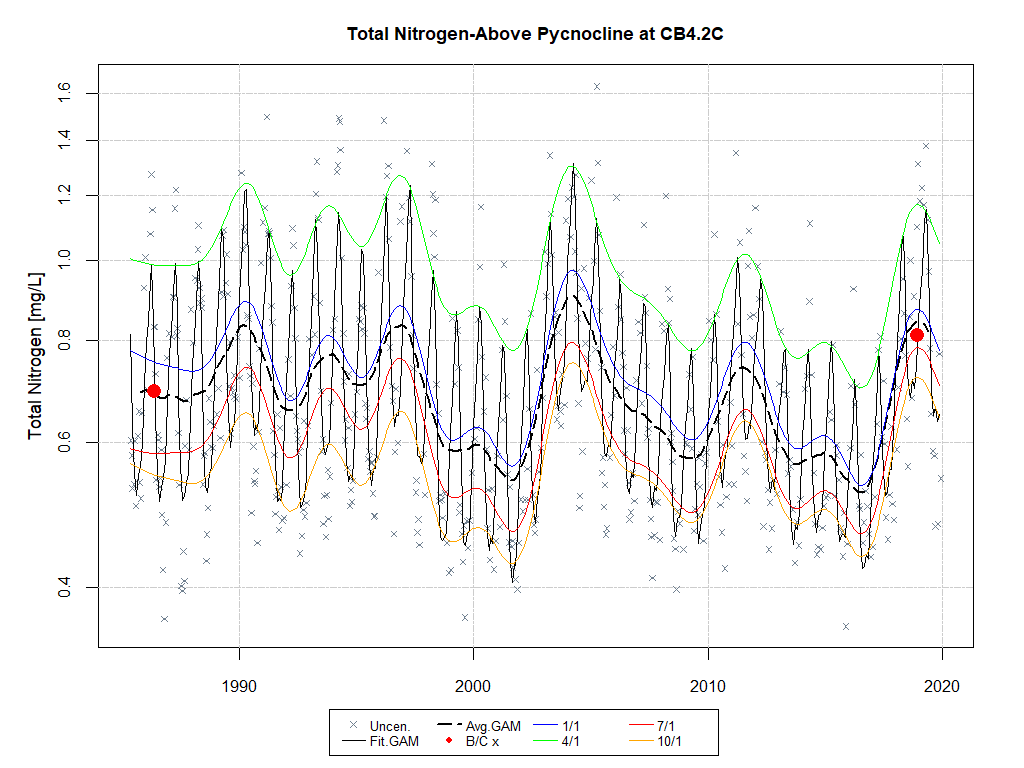 Total Nitrogen-Above Pycnocline at CB4.2C
Total Nitrogen [mg/L]
1.6
1.4
1.2
1.0
0.8
0.6
0.4
1990 2000 2010 2020
Uncen. Avg.GAM 1/1 7/1
Fit.GAM B/C x 4/1 10/1